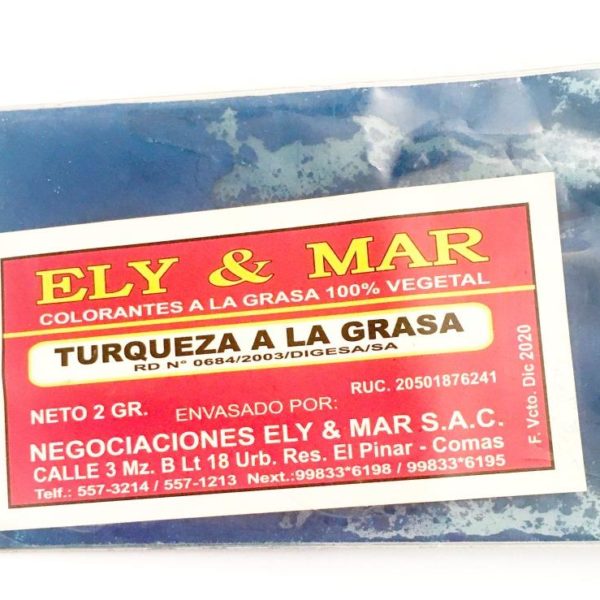 ELY & MAR
COLORANTES A LA GRASA 100% VEGETAL
TURQUEZA A LA GRASA
RD N° 0684/2003/DIGESA/SA
RUC. 20501876241
NETO 2 GR. ENVASADO POR:
NEGOCIACIONES ELY & MAR S.A.C.
CALLE 3 Mz. B Lt 18 Urb. Res. El Pinar - Comas
Telf.: 557-3214 / 557-1213 Next.:99833*6198 / 99833*6195
F. Vcto. Dic 2020